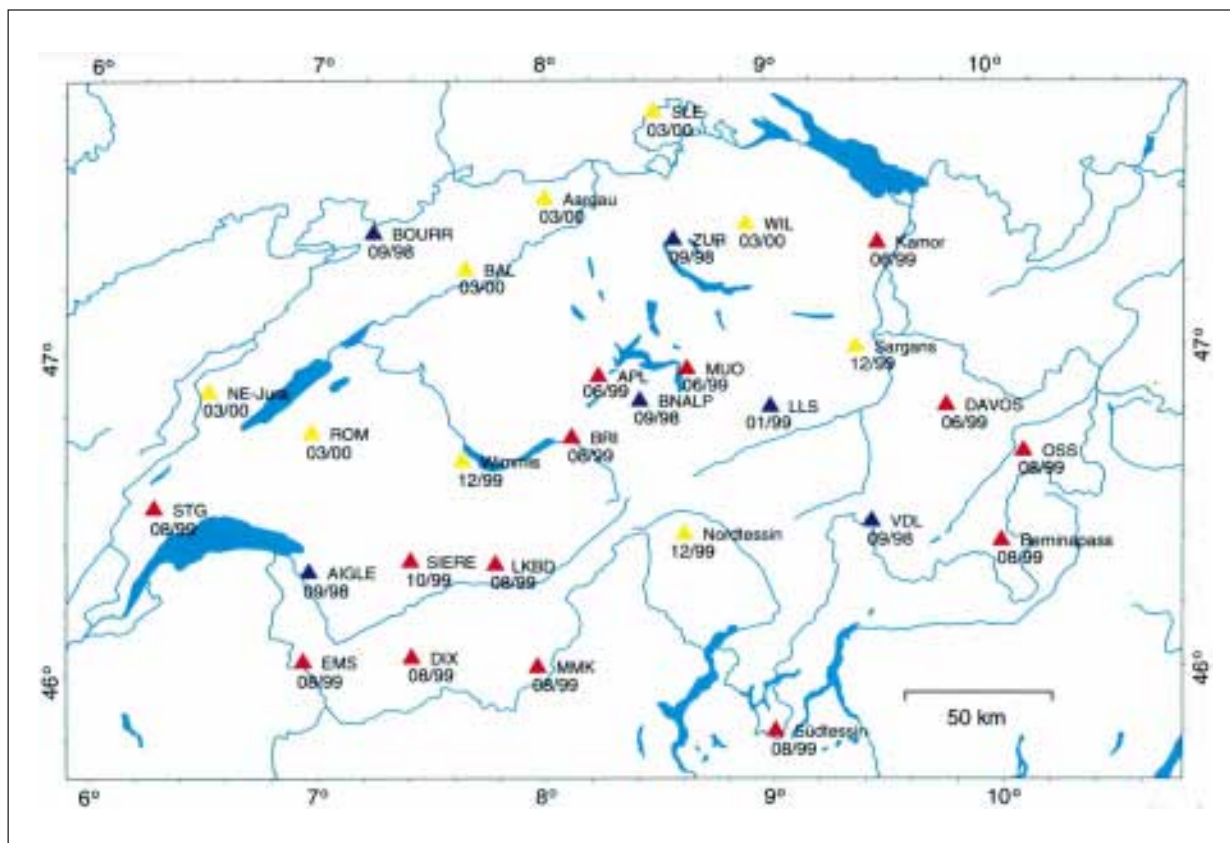 6° 7° 8° 9° 10°
SLE
03/00
Aargau
03/00
BOURR
09/98
ZUR
09/98
WIL
03/00
Kamor
06/99
BAL
03/00
47°
47°
Sargans
12/99
APL
06/99
MUO
06/99
BNALP
09/98
LLS
01/99
DAVOS
06/99
NE-Jura
03/00
ROM
03/00
BRI
08/99
Wimmis
12/99
OSS
08/99
STG
08/99
VDL
09/98
Nordtessin
12/99
Berninapass
08/99
AIGLE
09/98
SIERE
10/99
LKBD
08/99
EMS
08/99
DIX
08/99
MMK
08/99
46°
46°
50 km
Südtessin
08/99
6° 7° 8° 9° 10°